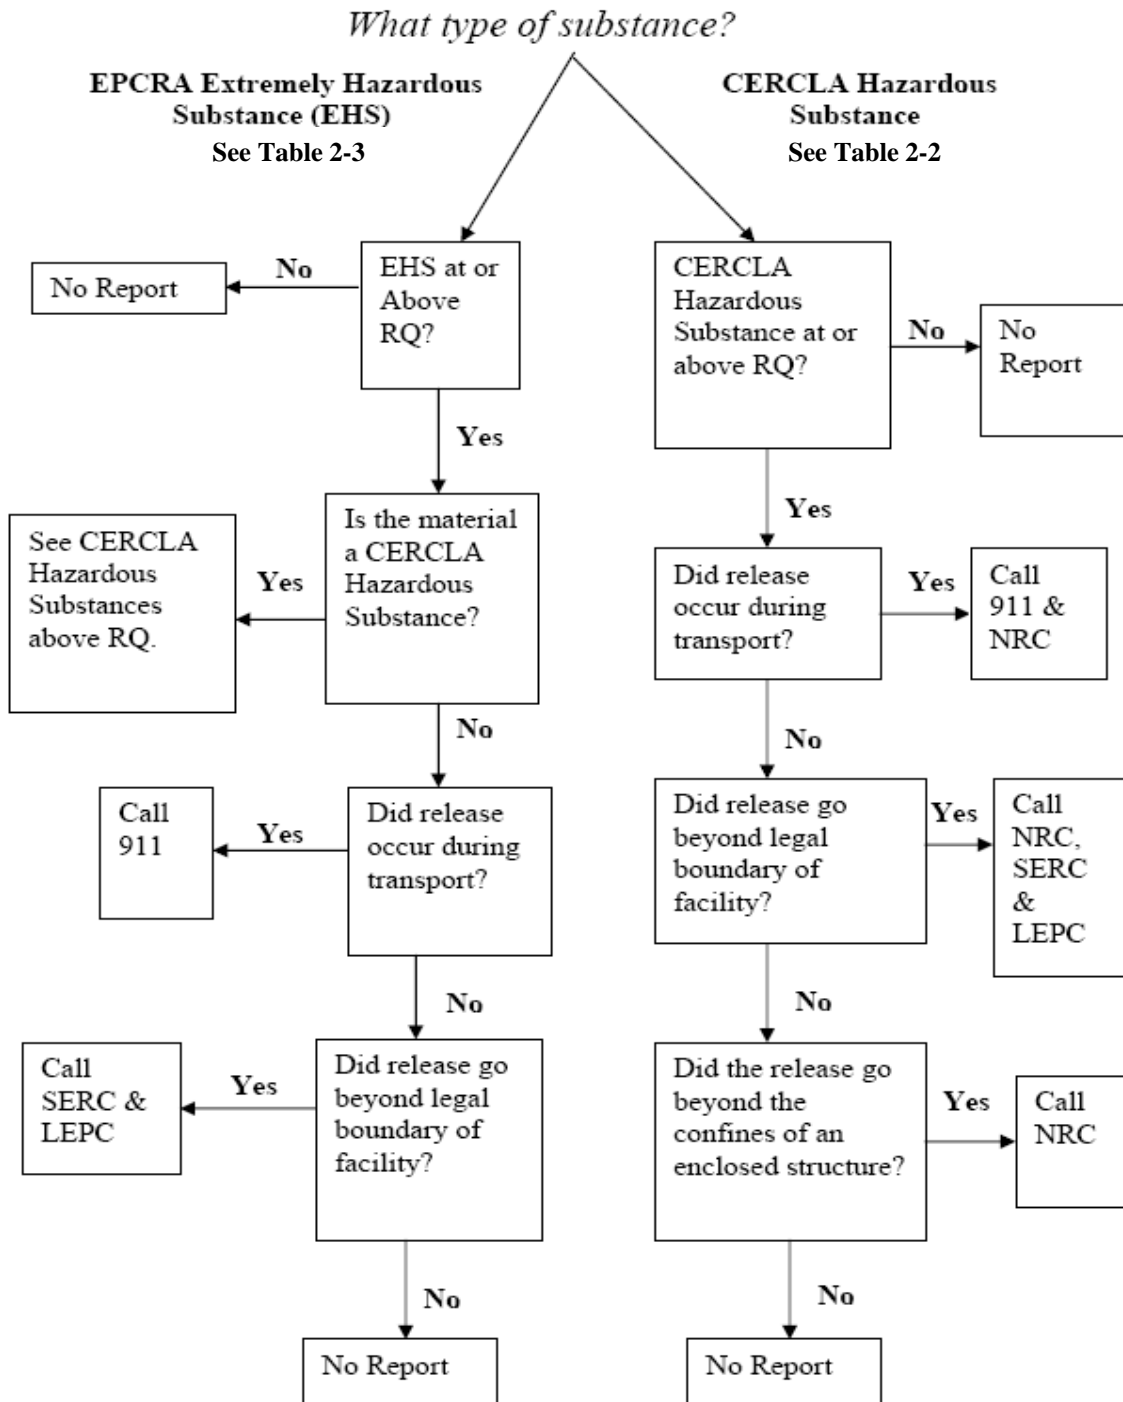 What type of substance?
EPCRA Extremely Hazardous
Substance (EHS)
See Table 2-3
CERCLA Hazardous
Substance
See Table 2-2
No Report
No
EHS at or
Above
RQ?
CERCLA
Hazardous
Substance at or
above RQ?
No
No
Report
Yes
Yes
See CERCLA
Hazardous
Substances
above RQ.
Yes
Is the material
a CERCLA
Hazardous
Substance?
Did release
occur during
transport?
Yes
Call
911 &
NRC
No
No
Call
911
Yes
Did release
occur during
transport?
Did release go
beyond legal
boundary of
facility?
Yes
Call
NRC,
SERC
&
LEPC
No
No
Call
SERC &
LEPC
Yes
Did release go
beyond legal
boundary of
facility?
Did the release go
beyond the
confines of an
enclosed structure?
Yes
Call
NRC
No
No
No Report
No Report